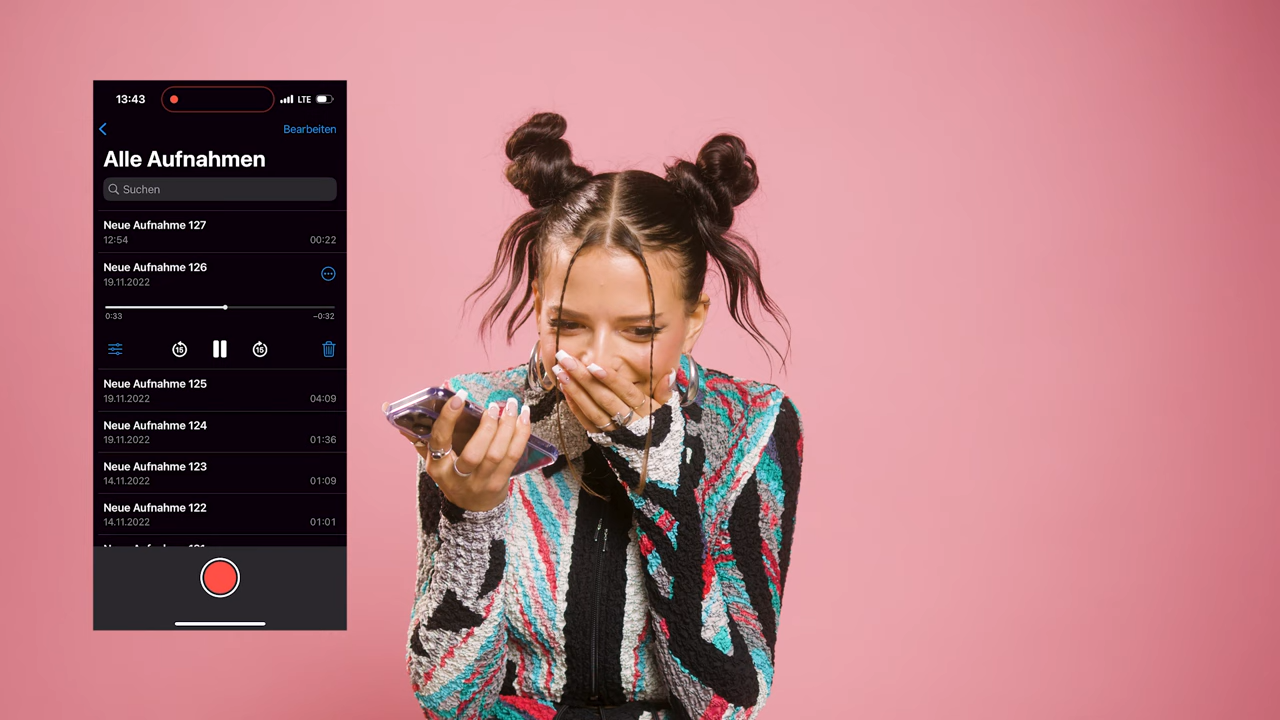 13:43
LTE
Bearbeiten
Alle Aufnahmen
Suchen
Neue Aufnahme 127
12:54 00:22
Neue Aufnahme 126
19.11.2022
0:33 −0:32
15 15
Neue Aufnahme 125
19.11.2022 04:09
Neue Aufnahme 124
19.11.2022 01:36
Neue Aufnahme 123
14.11.2022 01:09
Neue Aufnahme 122
14.11.2022 01:01